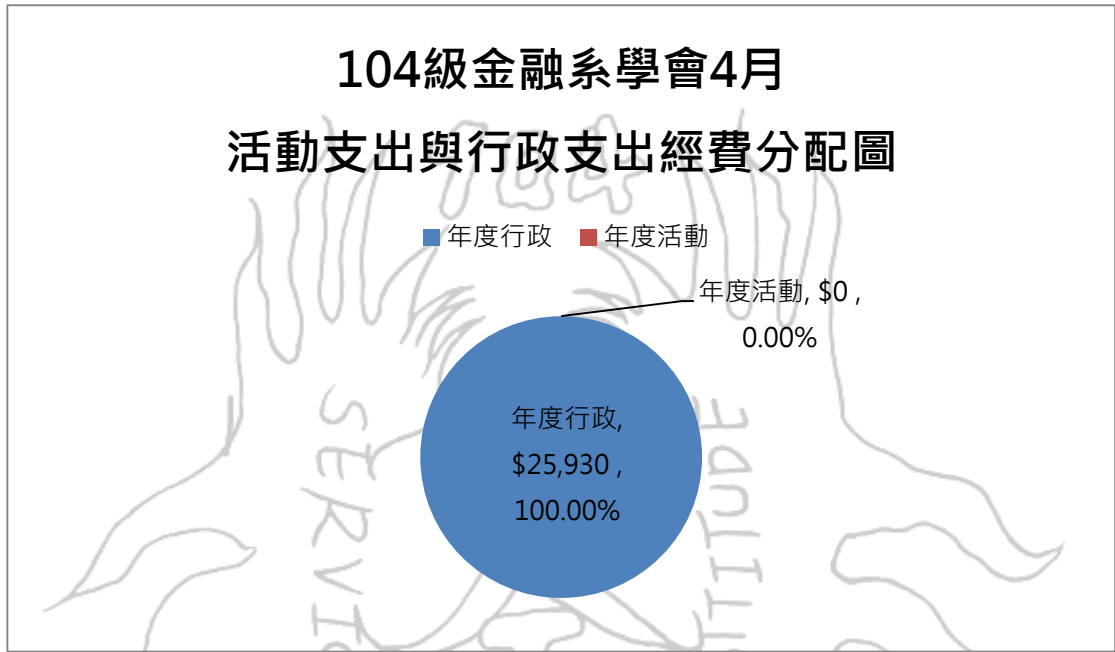 104級金融系學會4月
活動支出與行政支出經費分配圖
104
年度行政 年度活動
年度活動, $0 ,
0.00%
年度行政,
$25,930 ,
100.00%